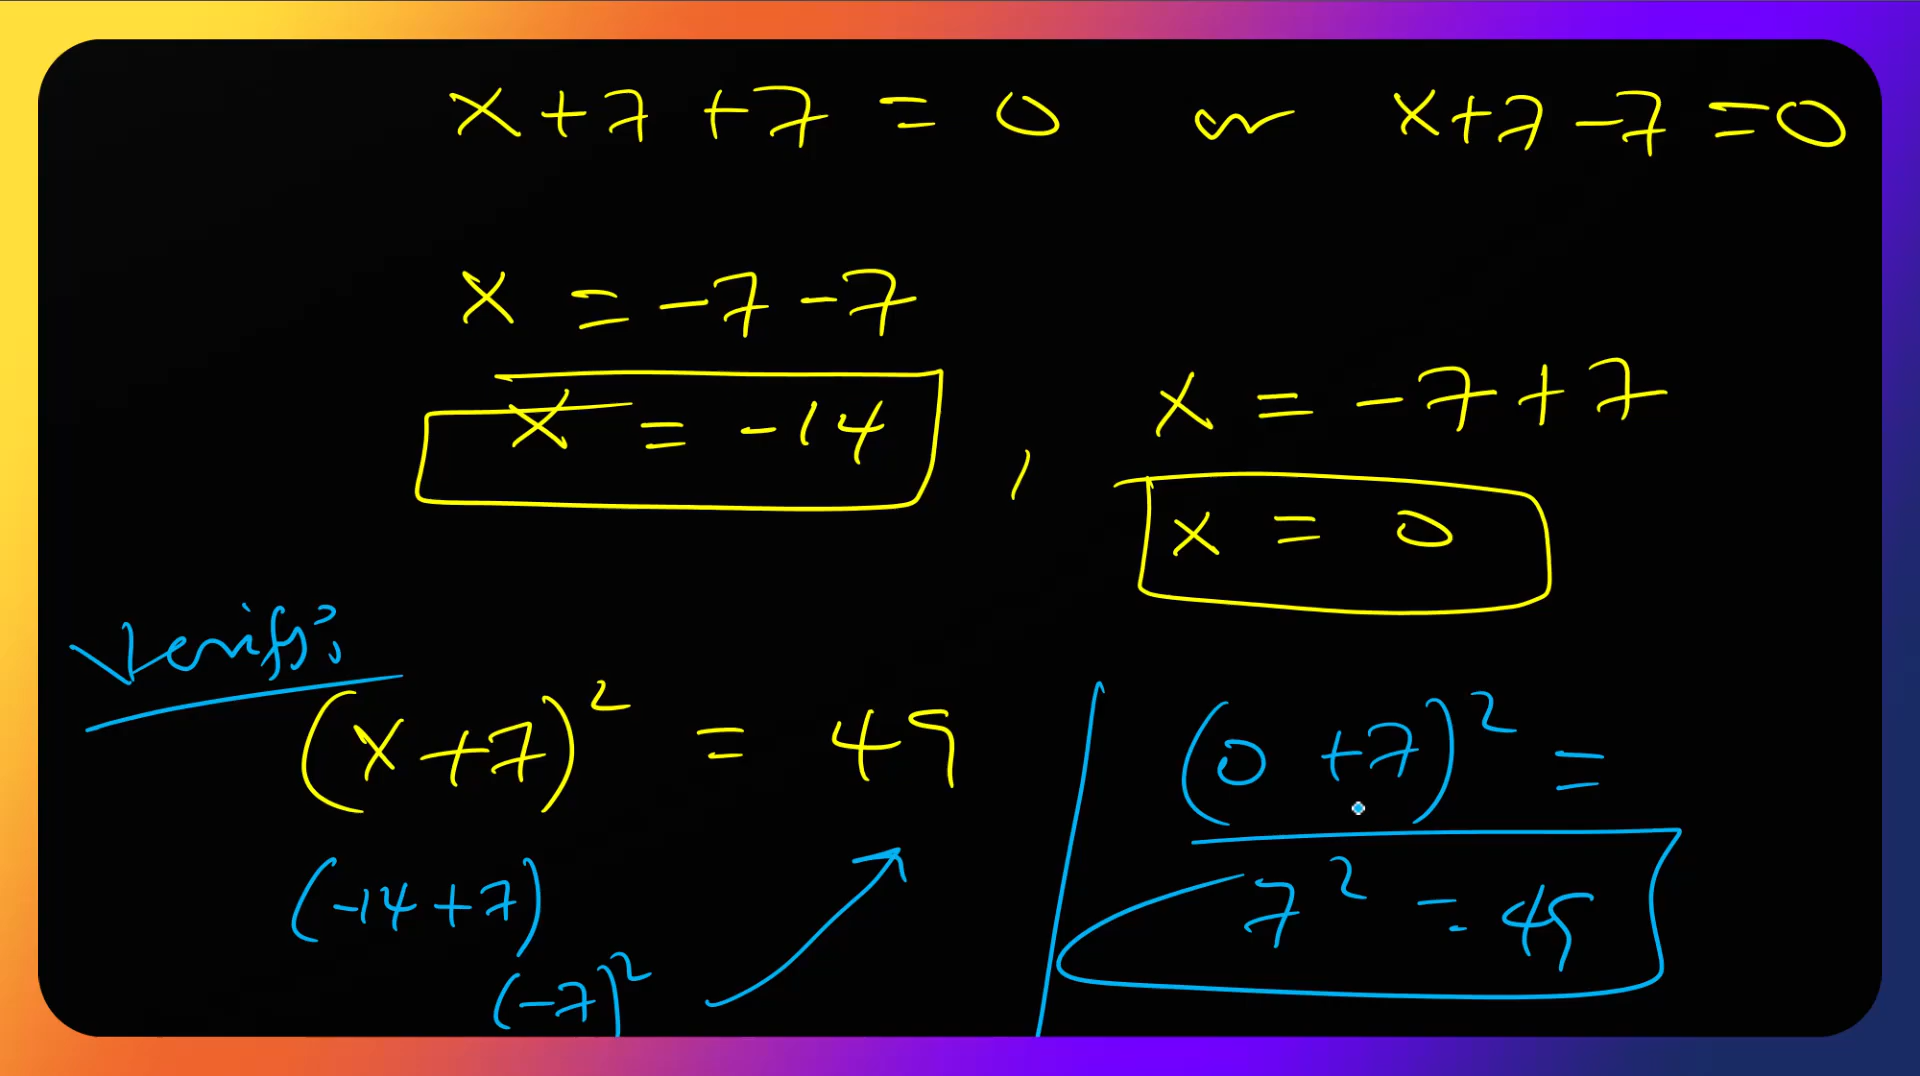 x + 7 + 7 = 0 or x + 7 - 7 = 0
x = -7 -7
x = -14 , x = -7 + 7
x = 0
Verify:
(x + 7)² = 49
(-14 + 7)
(-7)²
(0 + 7)² =
7² = 49